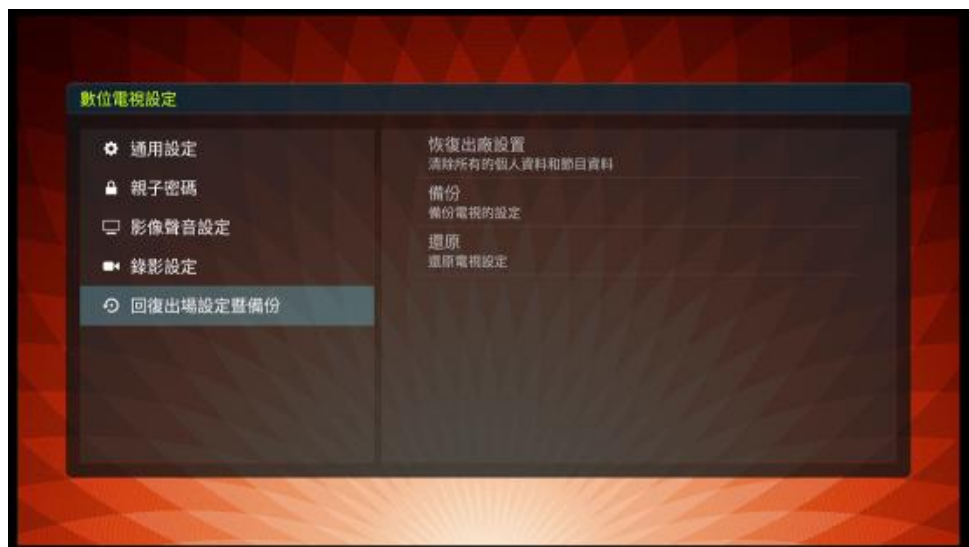 數位電視設定
通用設定
親子密碼
影像聲音設定
錄影設定
回復出場設定暨備份
恢復出廠設置
清除所有的個人資料和節目資料
備份
備份電視的設定
還原
還原電視設定